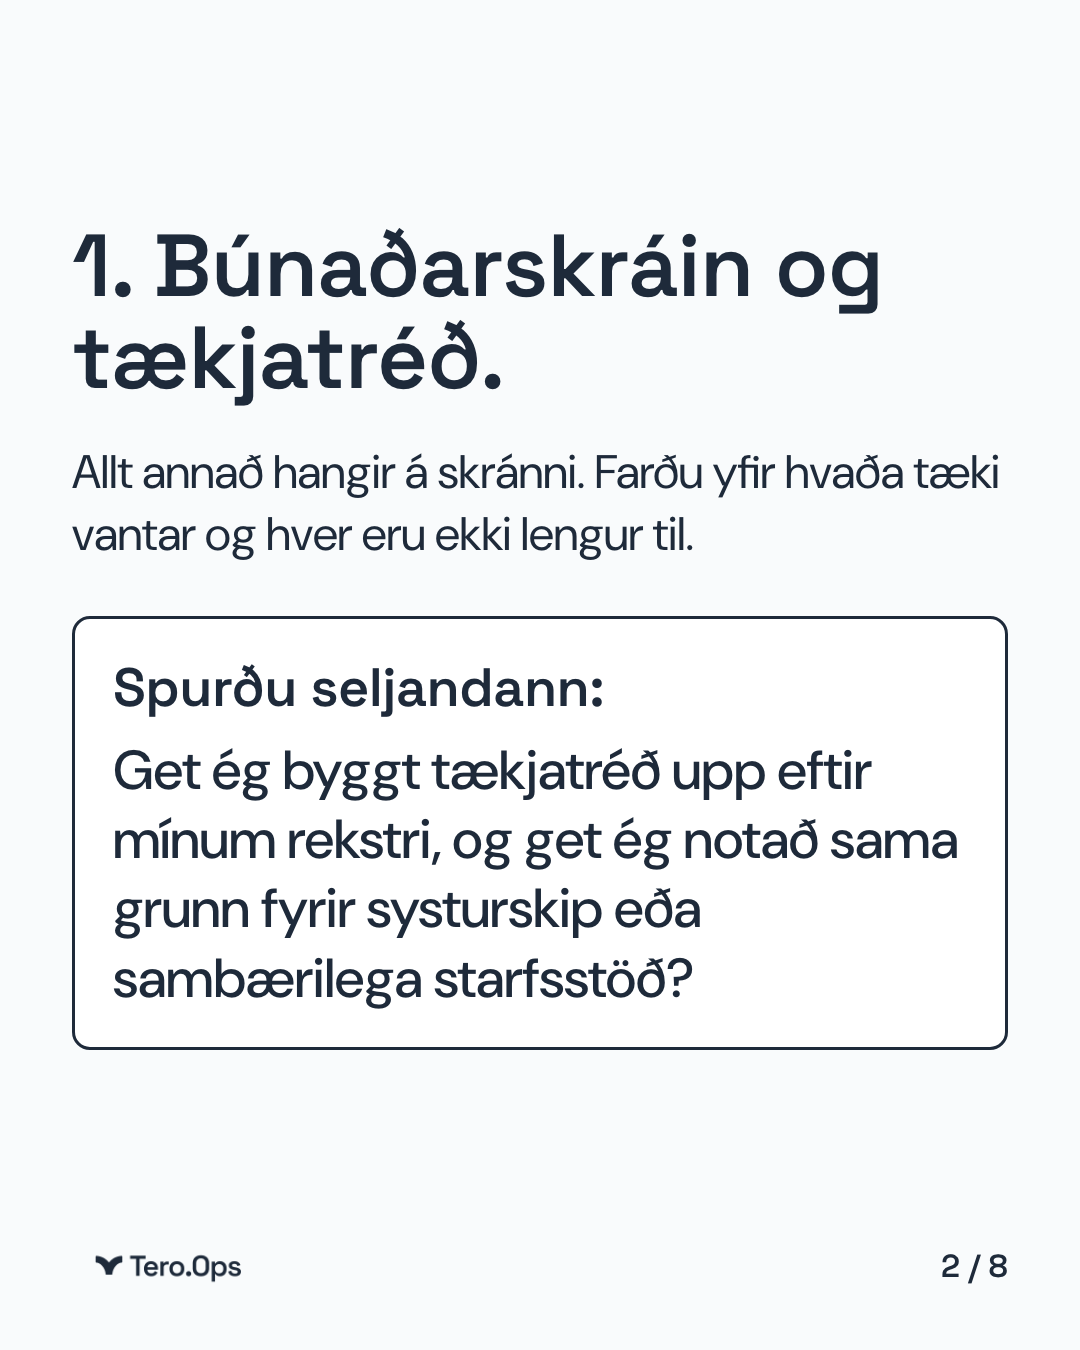 1. Búnaðarskráin og
tækjatréð.
Allt annað hangir á skránni. Farðu yfir hvaða tæki
vantar og hver eru ekki lengur til.
Spurðu seljandann:
Get ég byggt tækjatréð upp eftir
mínum rekstri, og get ég notað sama
grunn fyrir systurskip eða
sambærilega starfsstöð?
Tero.Ops
2 / 8